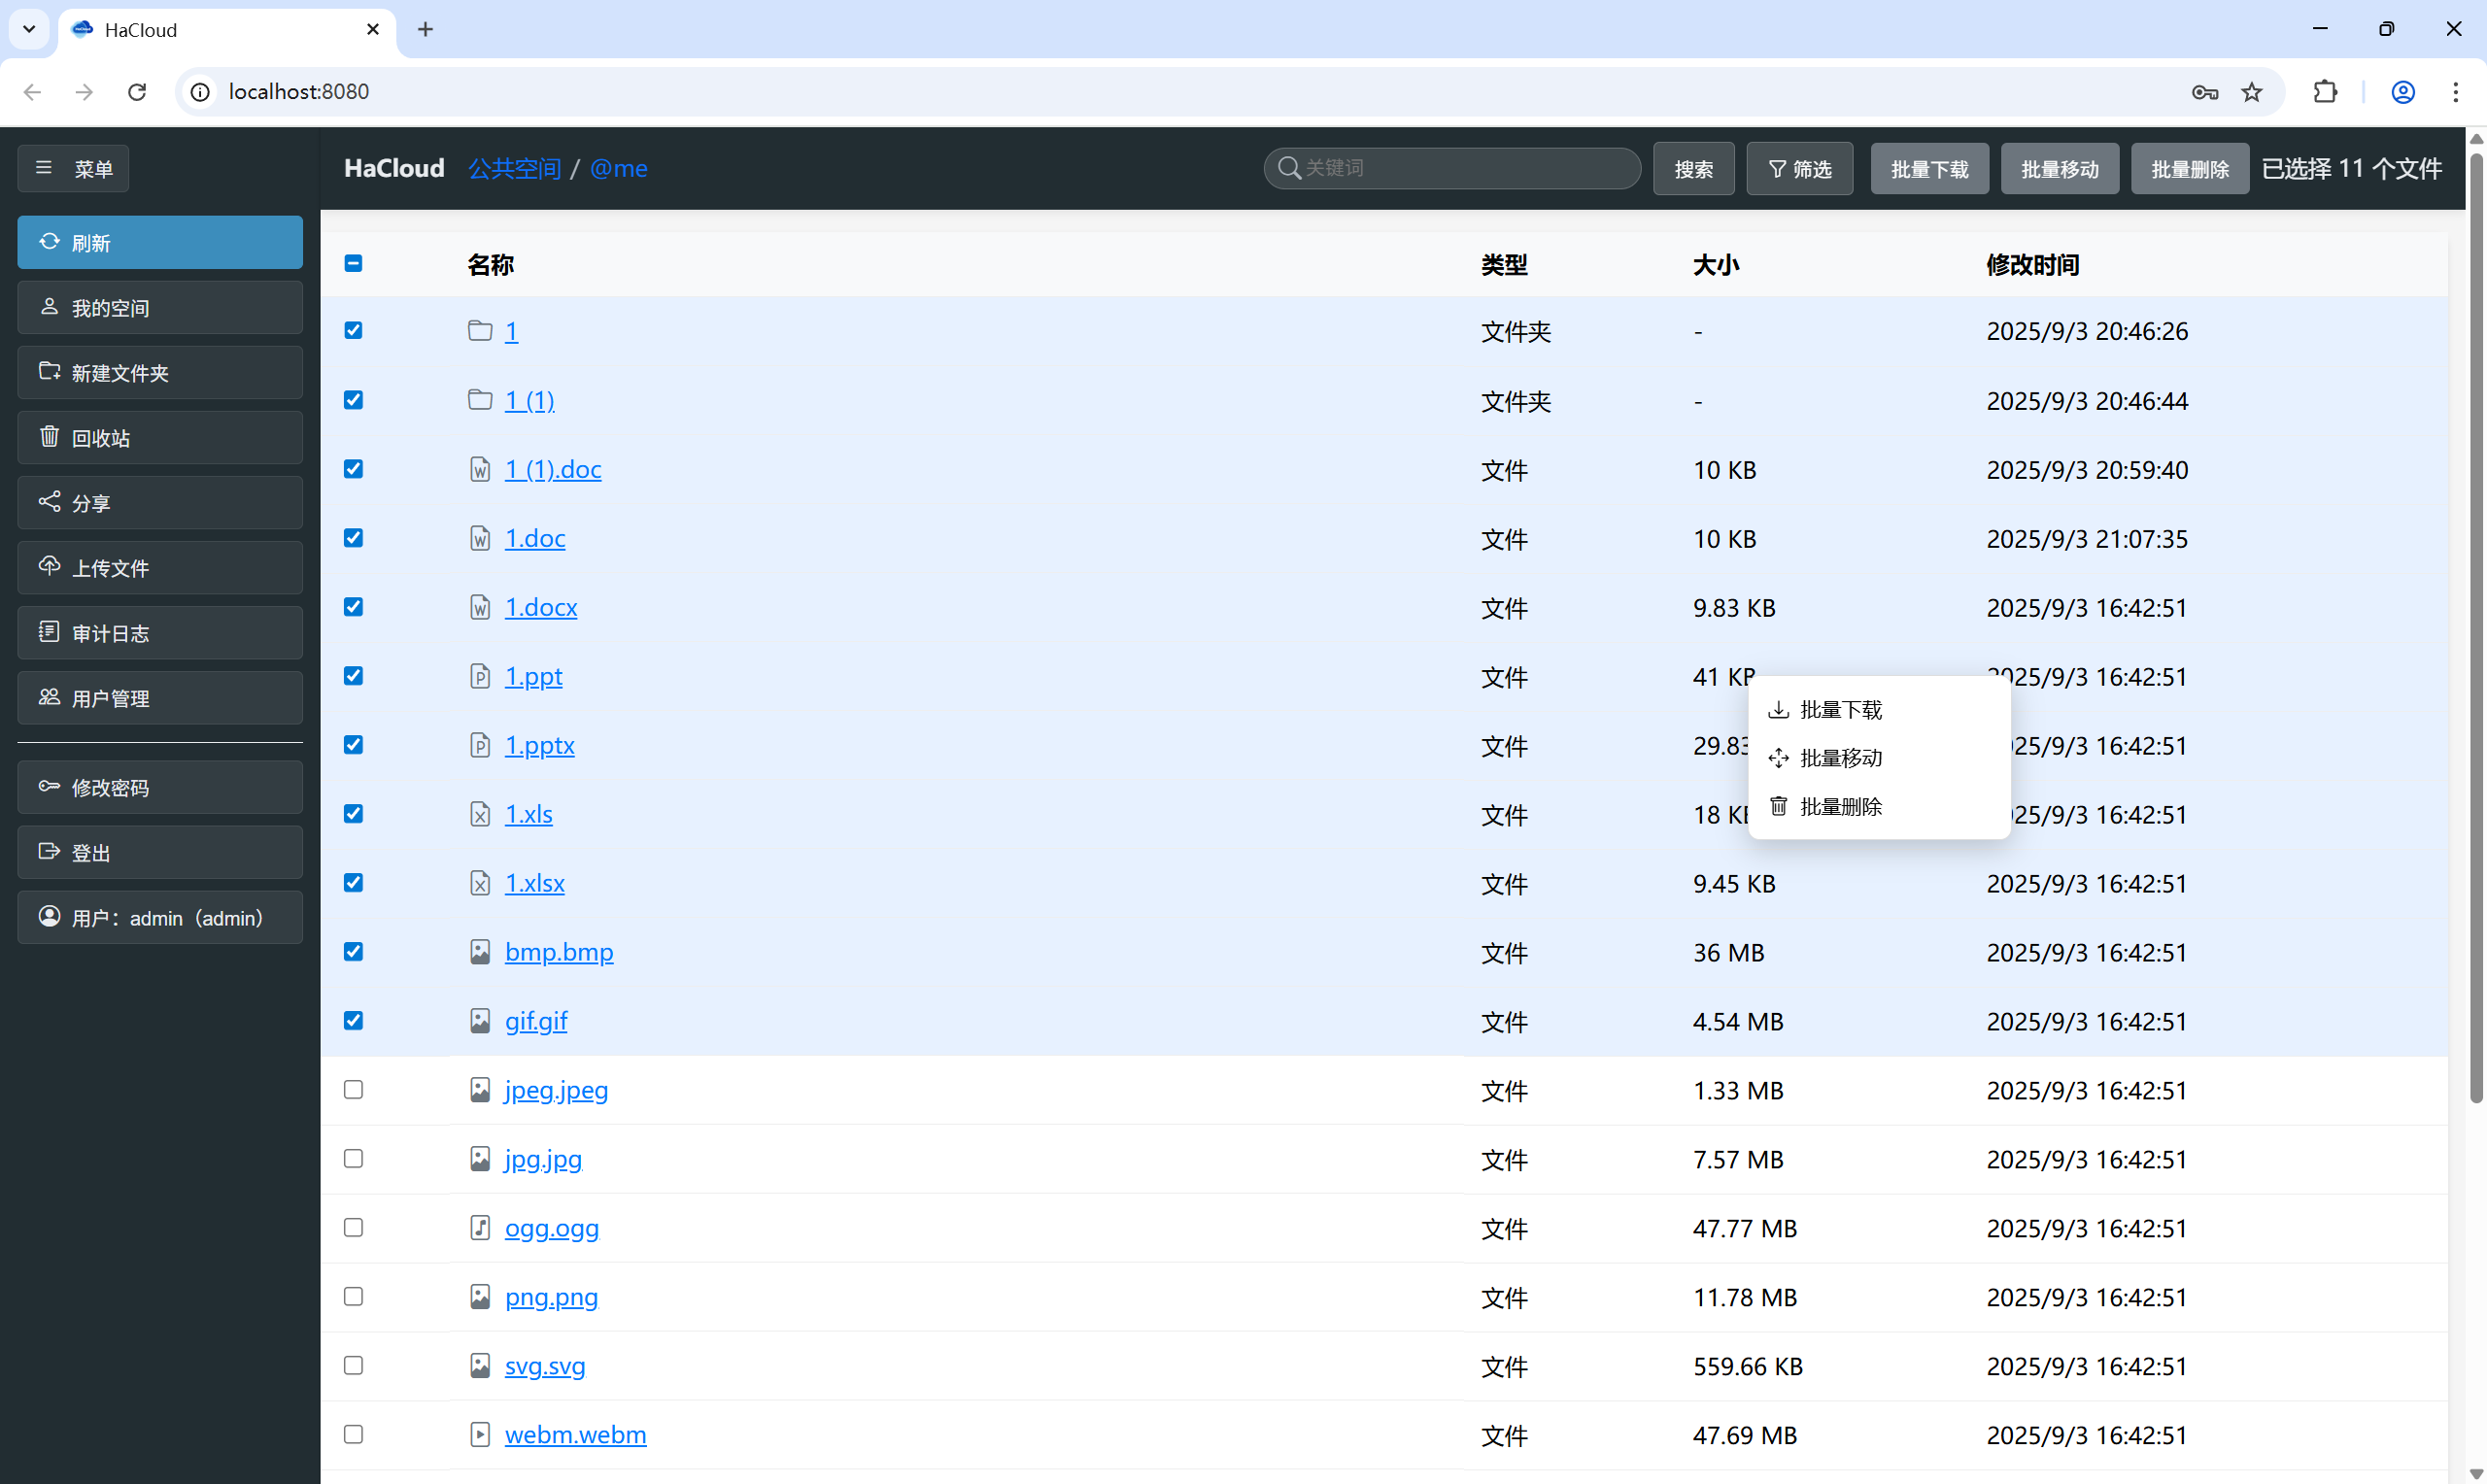 HaCloud
localhost:8080
菜单
HaCloud 公共空间 / @me 关键词 搜索 筛选 批量下载 批量移动 批量删除 已选择 11 个文件
刷新
我的空间
新建文件夹
回收站
分享
上传文件
审计日志
用户管理
修改密码
登出
用户：admin（admin）
名称 类型 大小 修改时间
1 文件夹 - 2025/9/3 20:46:26
1 (1) 文件夹 - 2025/9/3 20:46:44
1 (1).doc 文件 10 KB 2025/9/3 20:59:40
1.doc 文件 10 KB 2025/9/3 21:07:35
1.docx 文件 9.83 KB 2025/9/3 16:42:51
1.ppt 文件 41 KB 2025/9/3 16:42:51
1.pptx 文件 29.83 025/9/3 16:42:51
1.xls 文件 18 KB 025/9/3 16:42:51
1.xlsx 文件 9.45 KB 2025/9/3 16:42:51
bmp.bmp 文件 36 MB 2025/9/3 16:42:51
gif.gif 文件 4.54 MB 2025/9/3 16:42:51
jpeg.jpeg 文件 1.33 MB 2025/9/3 16:42:51
jpg.jpg 文件 7.57 MB 2025/9/3 16:42:51
ogg.ogg 文件 47.77 MB 2025/9/3 16:42:51
png.png 文件 11.78 MB 2025/9/3 16:42:51
svg.svg 文件 559.66 KB 2025/9/3 16:42:51
webm.webm 文件 47.69 MB 2025/9/3 16:42:51
批量下载
批量移动
批量删除